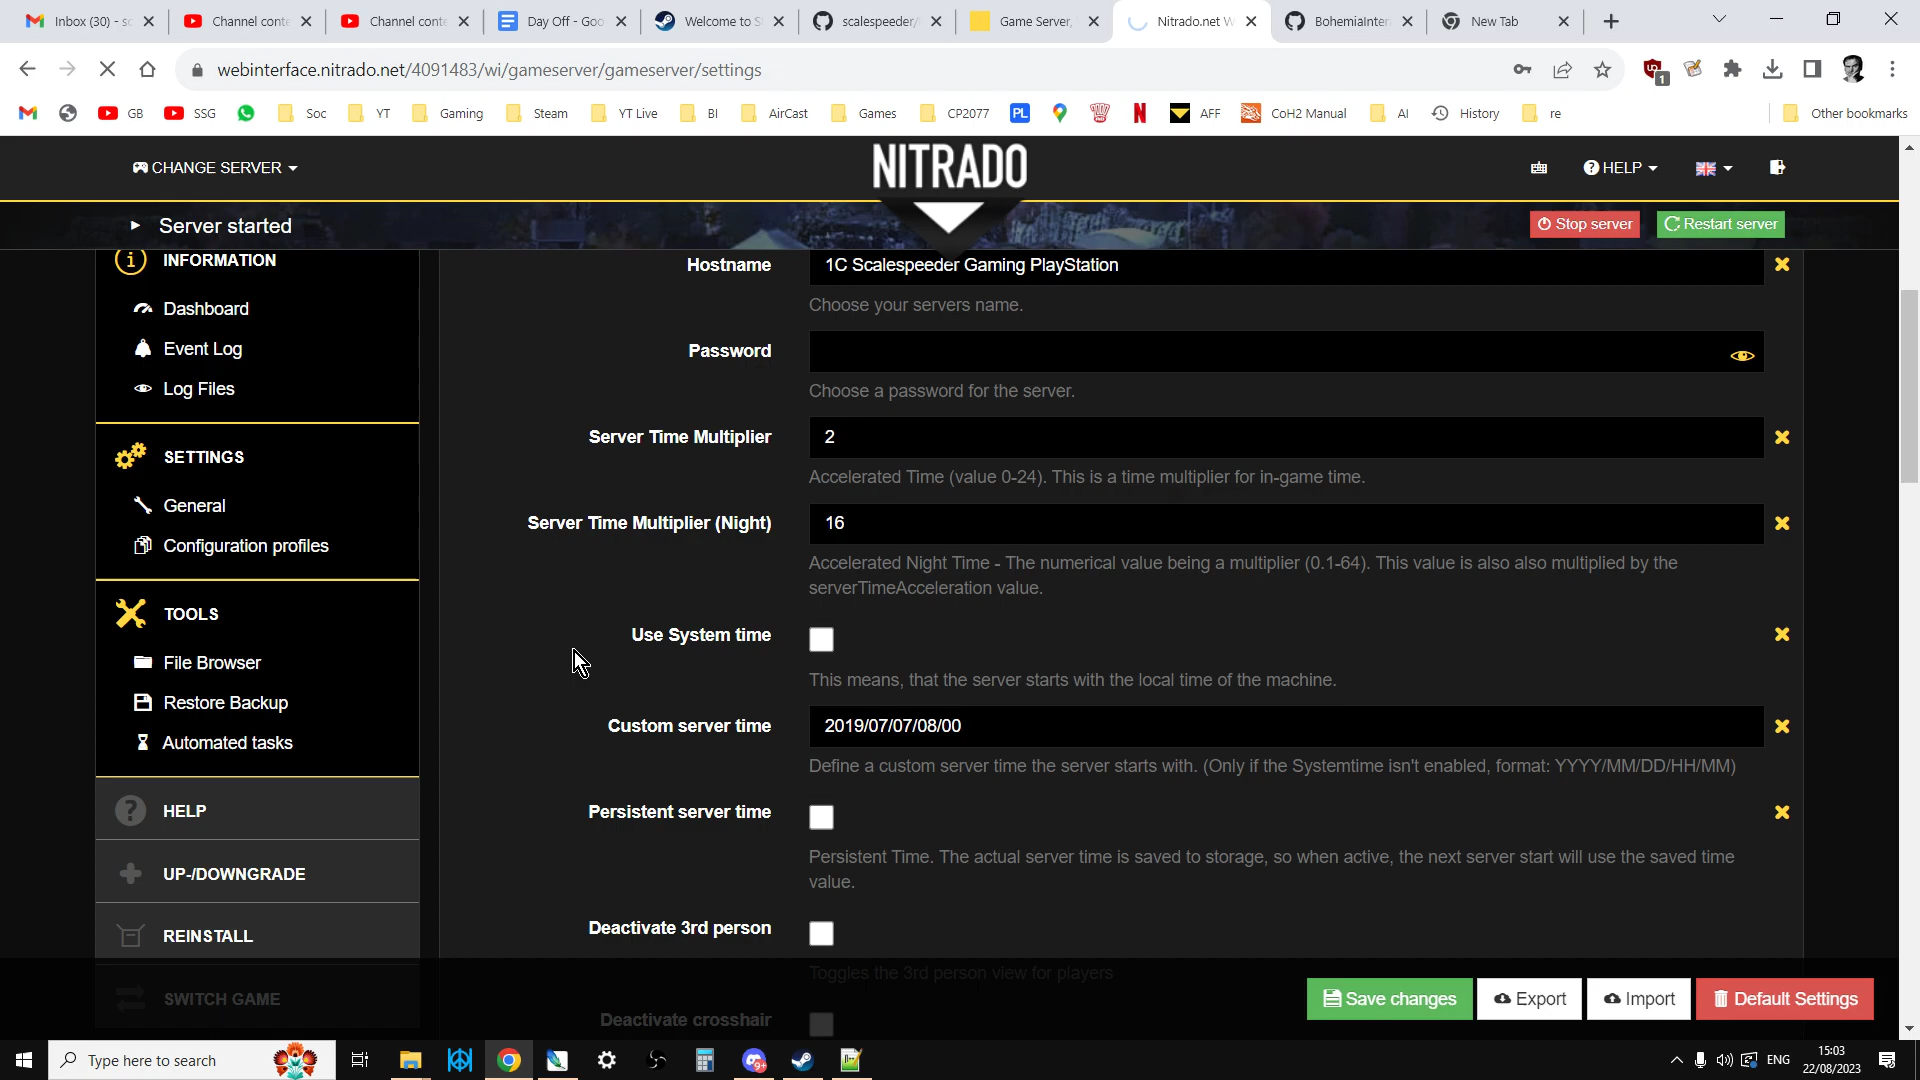 Inbox (30) - sc
Channel conte
Channel conte
Day Off - Goo
Welcome to S
scalespeeder/
Game Server,
Nitrado.net W
BohemiaInter
New Tab
webinterface.nitrado.net/4091483/wi/gameserver/gameserver/settings
1
GB
SSG
Soc
YT
Gaming
Steam
YT Live
BI
AirCast
Games
CP2077
PL
AFF
CoH2 Manual
AI
History
re
Other bookmarks
CHANGE SERVER
NITRADO
HELP
Server started
Stop server
Restart server
INFORMATION
Dashboard
Event Log
Log Files
SETTINGS
General
Configuration profiles
TOOLS
File Browser
Restore Backup
Automated tasks
HELP
UP-/DOWNGRADE
REINSTALL
SWITCH GAME
Hostname
1C Scalespeeder Gaming PlayStation
Choose your servers name.
Password
Choose a password for the server.
Server Time Multiplier
2
Accelerated Time (value 0-24). This is a time multiplier for in-game time.
Server Time Multiplier (Night)
16
Accelerated Night Time - The numerical value being a multiplier (0.1-64). This value is also also multiplied by the
serverTimeAcceleration value.
Use System time
This means, that the server starts with the local time of the machine.
Custom server time
2019/07/07/08/00
Define a custom server time the server starts with. (Only if the Systemtime isn't enabled, format: YYYY/MM/DD/HH/MM)
Persistent server time
Persistent Time. The actual server time is saved to storage, so when active, the next server start will use the saved time
value.
Deactivate 3rd person
Toggles the 3rd person view for players
Deactivate crosshair
Save changes
Export
Import
Default Settings
Type here to search
9+
ENG
15:03
22/08/2023